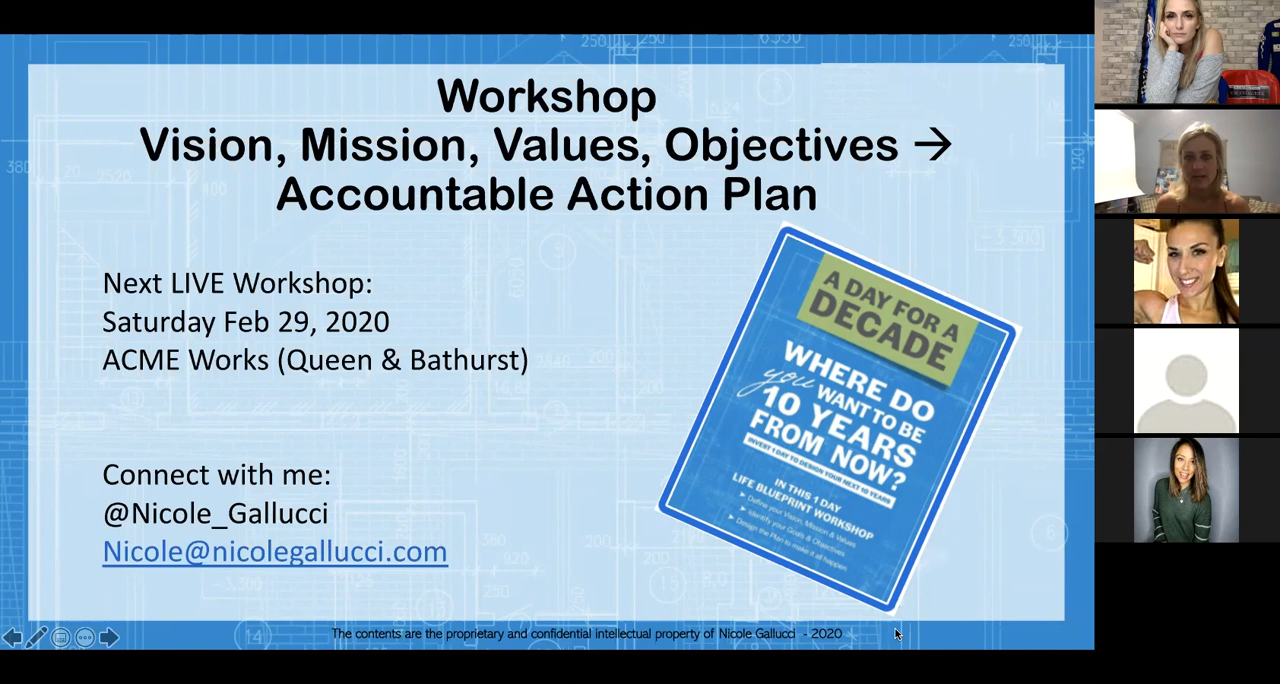 Workshop
Vision, Mission, Values, Objectives →
Accountable Action Plan
Next LIVE Workshop:
Saturday Feb 29, 2020
ACME Works (Queen & Bathurst)
Connect with me:
@Nicole_Gallucci
Nicole@nicolegallucci.com
A DAY FOR A
DECADE
WHERE DO
you WANT TO BE
10 YEARS
FROM NOW?
INVEST 1 DAY TO DESIGN YOUR NEXT 10 YEARS
IN THIS 1 DAY
LIFE BLUEPRINT WORKSHOP
➤ Define your Vision, Mission & Values
➤ Identify your Goals & Objectives
➤ Design the Plan to make it all happen
The contents are the proprietary and confidential intellectual property of Nicole Gallucci - 2020